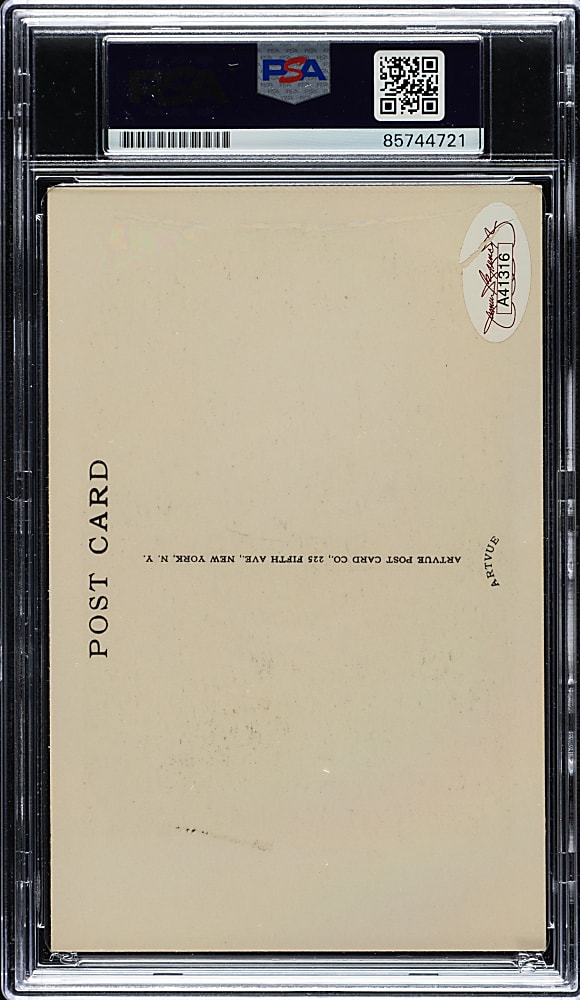 PSA
85744721
A41316
POST CARD
ARTVUE POST CARD CO., 225 FIFTH AVE., NEW YORK, N. Y.
ARTVUE